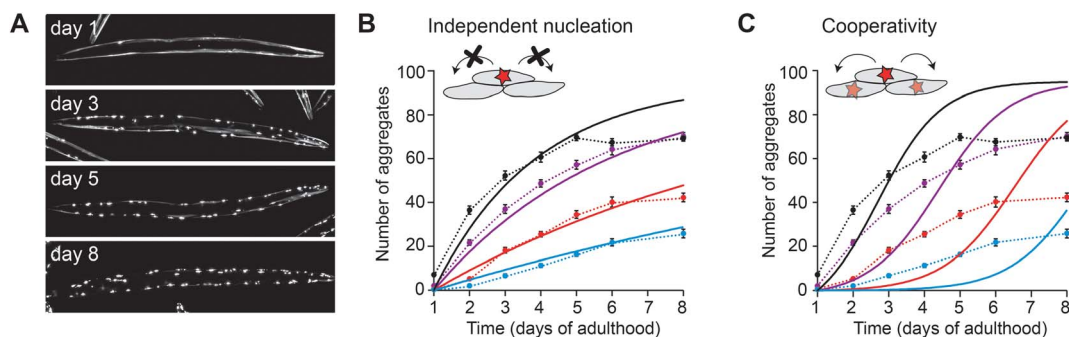 A
day 1
day 3
day 5
day 8
B
Independent nucleation
Number of aggregates
100
80
60
40
20
0
1 2 3 4 5 6 7 8
Time (days of adulthood)
C
Cooperativity
Number of aggregates
100
80
60
40
20
0
1 2 3 4 5 6 7 8
Time (days of adulthood)